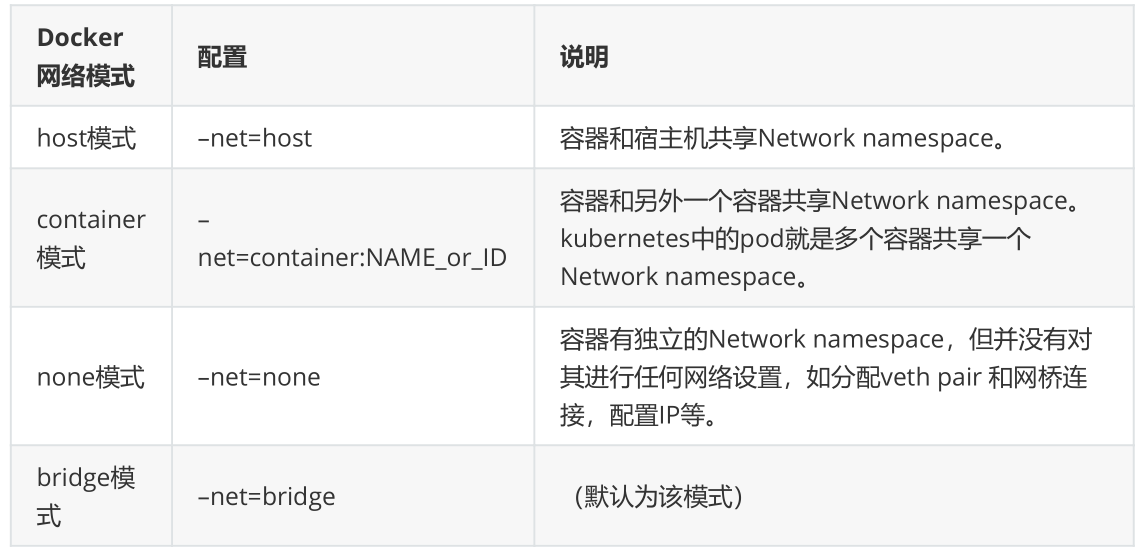 Docker
网络模式
配置
说明
host模式
–net=host
容器和宿主机共享Network namespace。
container
模式
–
net=container:NAME_or_ID
容器和另外一个容器共享Network namespace。
kubernetes中的pod就是多个容器共享一个
Network namespace。
none模式
–net=none
容器有独立的Network namespace，但并没有对
其进行任何网络设置，如分配veth pair 和网桥连
接，配置IP等。
bridge模
式
–net=bridge
（默认为该模式）